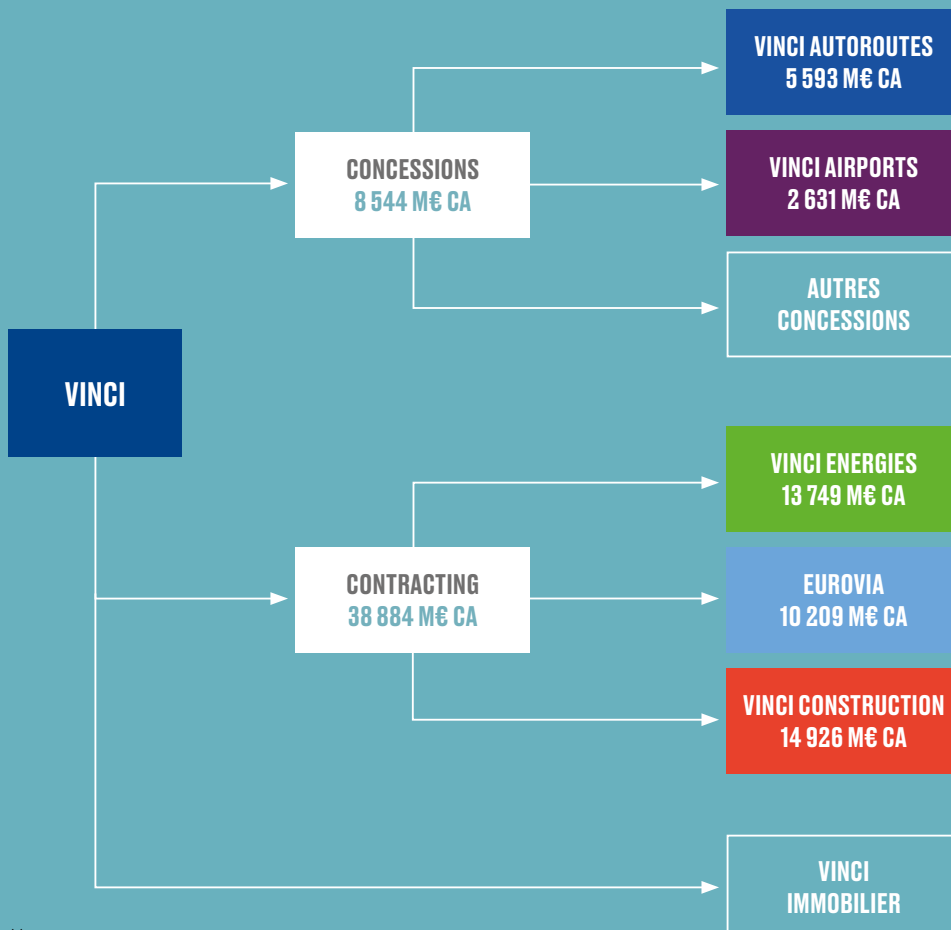 VINCI AUTOROUTES
5 593 M€ CA
CONCESSIONS
8 544 M€ CA
VINCI AIRPORTS
2 631 M€ CA
AUTRES
CONCESSIONS
VINCI
VINCI ENERGIES
13 749 M€ CA
CONTRACTING
38 884 M€ CA
EUROVIA
10 209 M€ CA
VINCI CONSTRUCTION
14 926 M€ CA
VINCI
IMMOBILIER